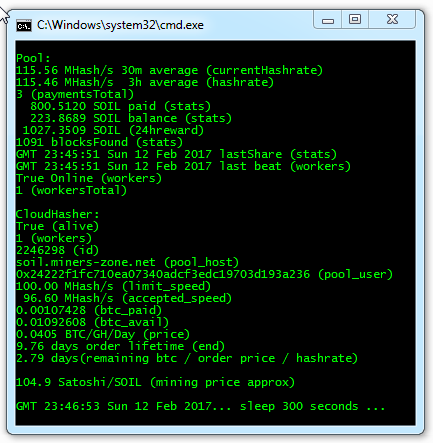 C:\Windows\system32\cmd.exe
Pool:
115.56 MHash/s 30m average (currentHashrate)
115.46 MHash/s  3h average (hashrate)
3 (paymentsTotal)
800.5120 SOIL paid (stats)
223.8689 SOIL balance (stats)
1027.3509 SOIL (24hreward)
1091 blocksFound (stats)
GMT 23:45:51 Sun 12 Feb 2017 lastShare (stats)
GMT 23:45:51 Sun 12 Feb 2017 last beat (workers)
True Online (workers)
1 (workersTotal)
CloudHasher:
True (alive)
1 (workers)
2246298 (id)
soil.miners-zone.net (pool_host)
0x24222f1fc710ea07340adcf3edc19703d193a236 (pool_user)
100.00 MHash/s (limit_speed)
96.60 MHash/s (accepted_speed)
0.00107428 (btc_paid)
0.01092608 (btc_avail)
0.0405 BTC/GH/Day (price)
9.76 days order lifetime (end)
2.79 days(remaining btc / order price / hashrate)
104.9 Satoshi/SOIL (mining price approx)
GMT 23:46:53 Sun 12 Feb 2017... sleep 300 seconds ...